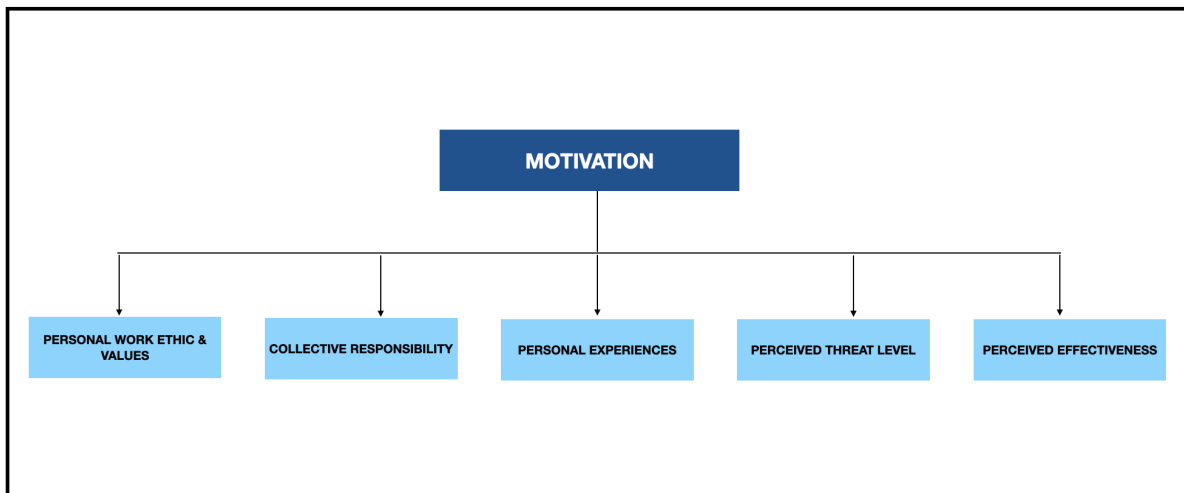 MOTIVATION
PERSONAL WORK ETHIC &
VALUES
COLLECTIVE RESPONSIBILITY
PERSONAL EXPERIENCES
PERCEIVED THREAT LEVEL
PERCEIVED EFFECTIVENESS